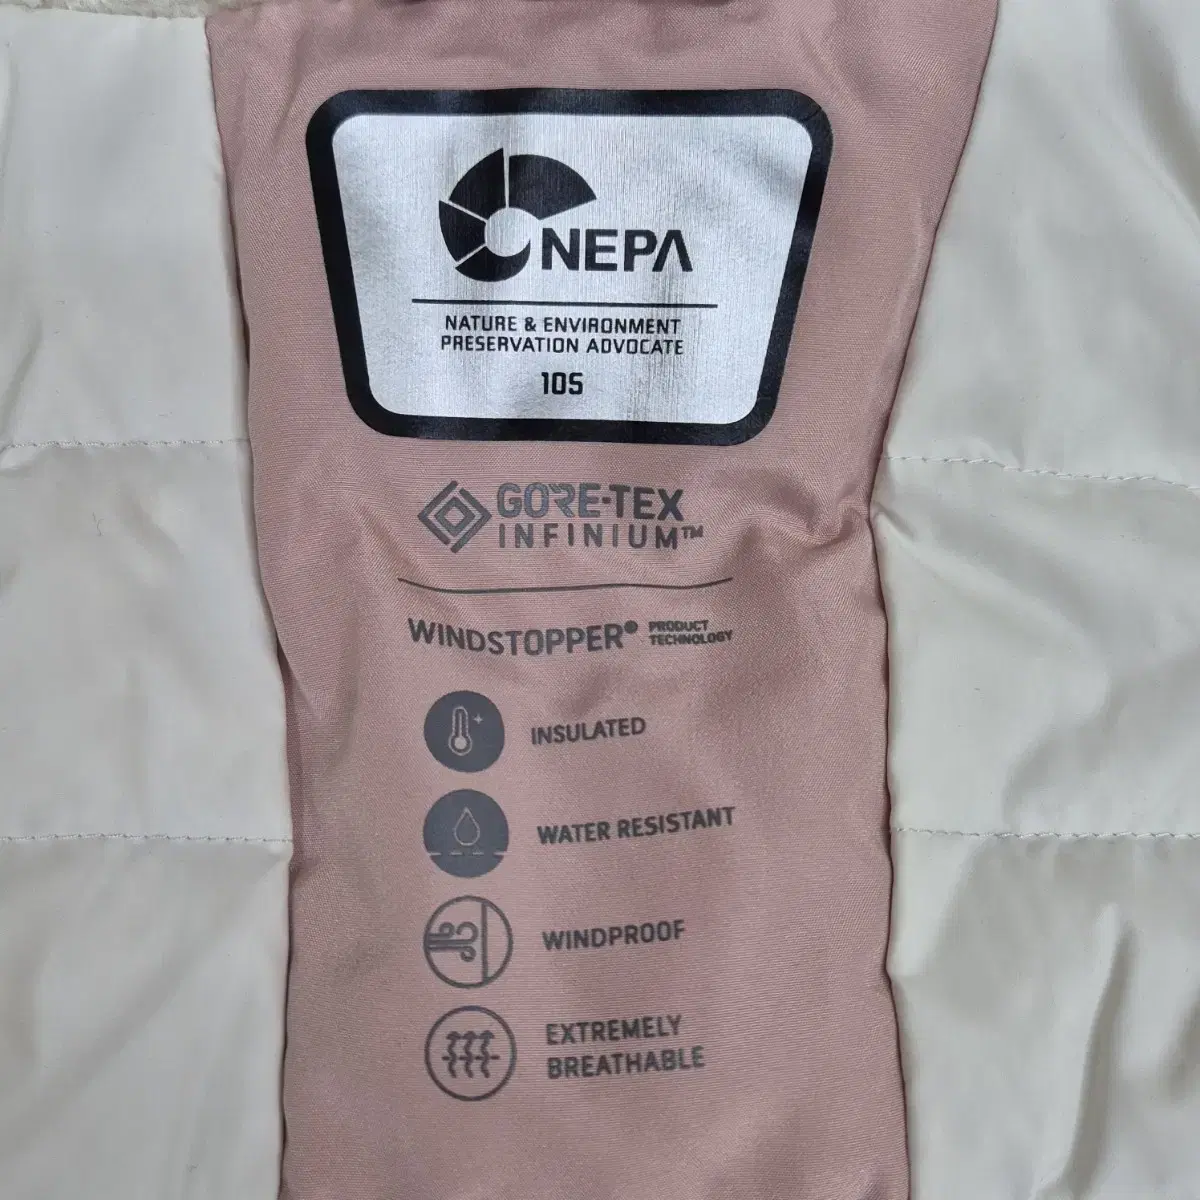 NEPA
NATURE & ENVIRONMENT
PRESERVATION ADVOCATE
105
GORE-TEX
INFINIUM™
WINDSTOPPER® PRODUCT
TECHNOLOGY
INSULATED
WATER RESISTANT
WINDPROOF
EXTREMELY
BREATHABLE